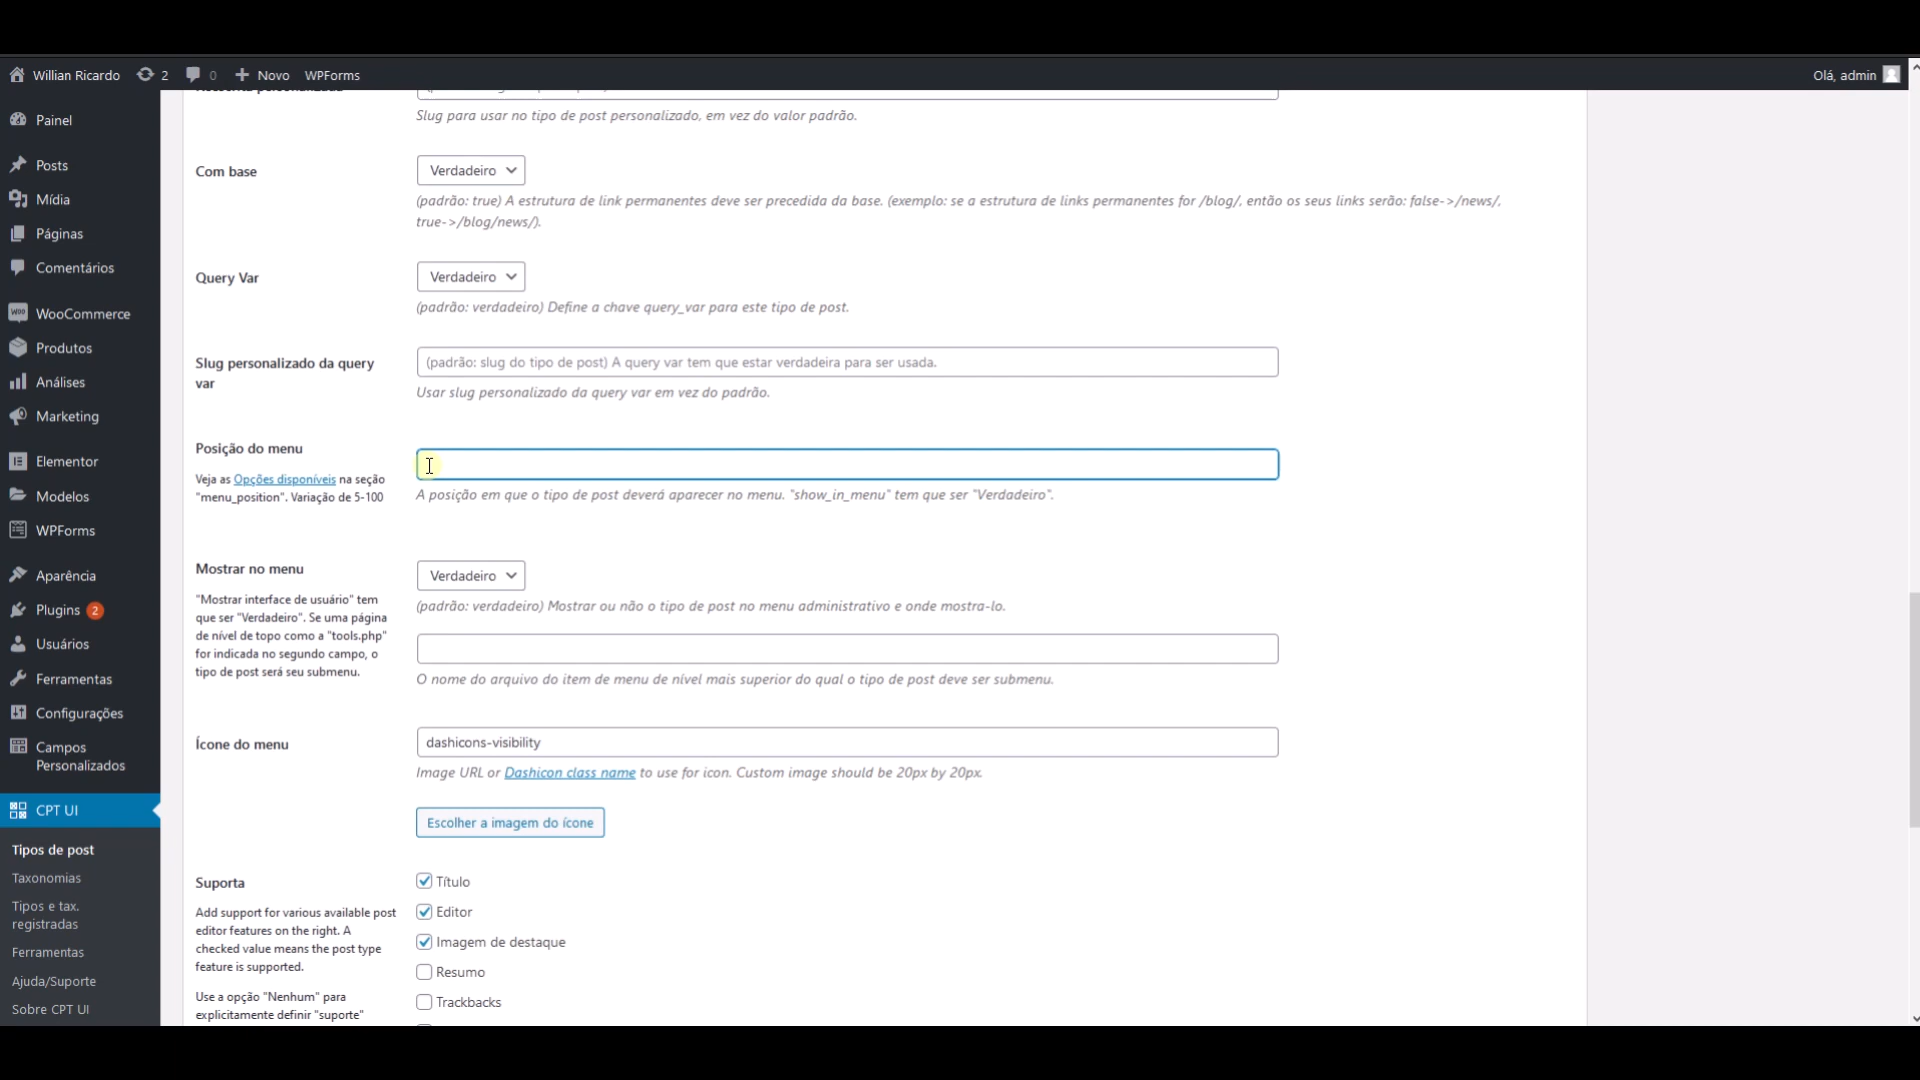 Willian Ricardo
2
0
Novo
WPForms
Olá, admin
Painel
Posts
Mídia
Páginas
Comentários
WooCommerce
Produtos
Análises
Marketing
Elementor
Modelos
WPForms
Aparência
Plugins 2
Usuários
Ferramentas
Configurações
Campos
Personalizados
CPT UI
Tipos de post
Taxonomias
Tipos e tax.
registradas
Ferramentas
Ajuda/Suporte
Sobre CPT UI
Slug para usar no tipo de post personalizado, em vez do valor padrão.
Com base
Verdadeiro
(padrão: true) A estrutura de link permanentes deve ser precedida da base. (exemplo: se a estrutura de links permanentes for /blog/, então os seus links serão: false->/news/,
true->/blog/news/).
Query Var
Verdadeiro
(padrão: verdadeiro) Define a chave query_var para este tipo de post.
Slug personalizado da query
var
(padrão: slug do tipo de post) A query var tem que estar verdadeira para ser usada.
Usar slug personalizado da query var em vez do padrão.
Posição do menu
Veja as Opções disponíveis na seção
"menu_position". Variação de 5-100
A posição em que o tipo de post deverá aparecer no menu. "show_in_menu" tem que ser "Verdadeiro".
Mostrar no menu
"Mostrar interface de usuário" tem
que ser "Verdadeiro". Se uma página
de nível de topo como a "tools.php"
for indicada no segundo campo, o
tipo de post será seu submenu.
Verdadeiro
(padrão: verdadeiro) Mostrar ou não o tipo de post no menu administrativo e onde mostra-lo.
O nome do arquivo do item de menu de nível mais superior do qual o tipo de post deve ser submenu.
Ícone do menu
dashicons-visibility
Image URL or Dashicon class name to use for icon. Custom image should be 20px by 20px.
Escolher a imagem do ícone
Suporta
Add support for various available post
editor features on the right. A
checked value means the post type
feature is supported.
Use a opção "Nenhum" para
explicitamente definir "suporte"
Título
Editor
Imagem de destaque
Resumo
Trackbacks